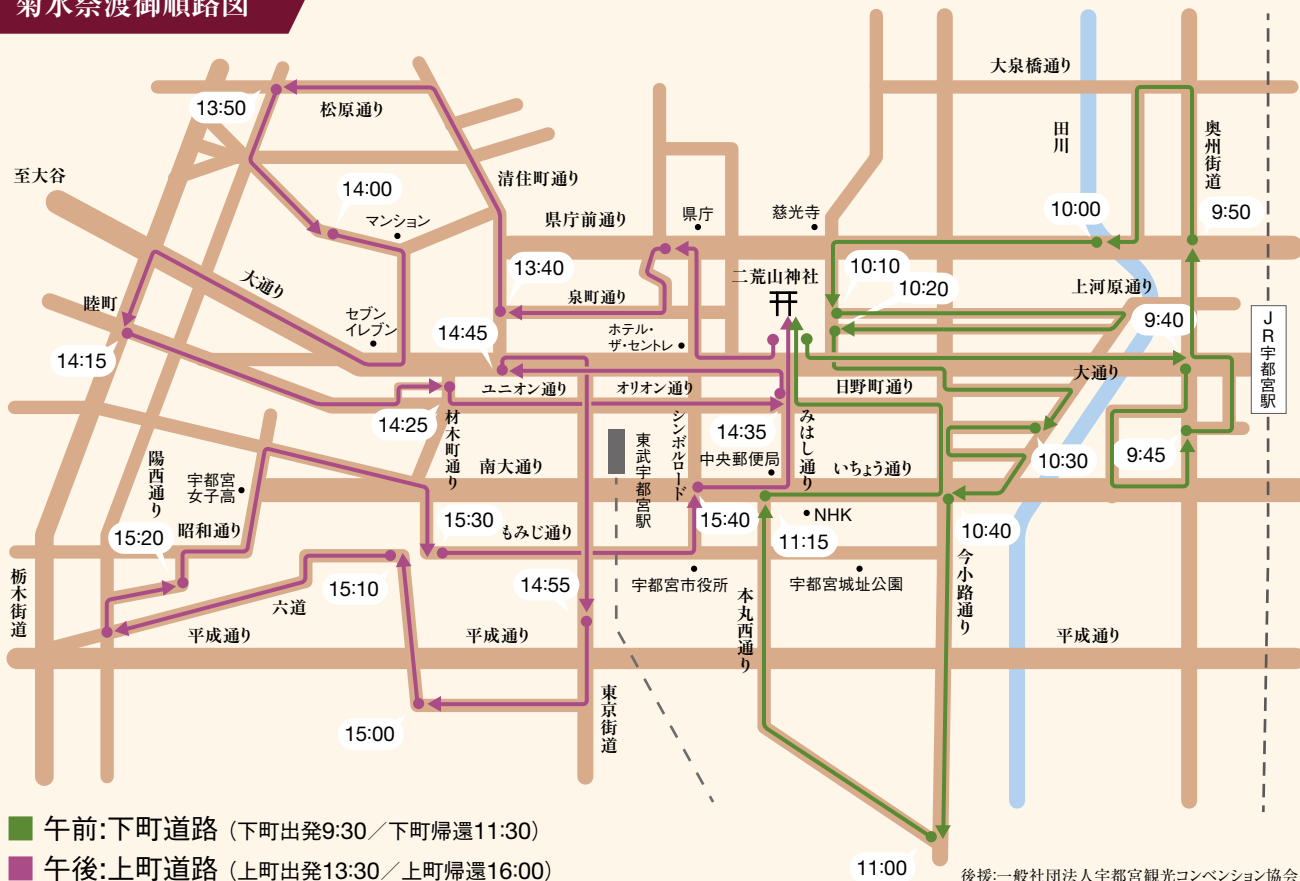 菊水祭渡御順路図
大泉橋通り
13:50
松原通り
田川
奥州街道
至大谷
14:00
清住町通り
マンション
県庁前通り
県庁
慈光寺
10:00
9:50
13:40
二荒山神社
10:10
大通り
泉町通り
10:20
上河原通り
睦町
セブン
イレブン
14:45
ホテル・
ザ・セントレ
9:40
JR宇都宮駅
14:15
ユニオン通り
オリオン通り
日野町通り
大通り
14:25
材木町通り
シンボルロード
14:35
みはし通り
東武宇都宮駅
中央郵便局
陽西通り
南大通り
いちょう通り
10:30
9:45
宇都宮
女子高
15:20
昭和通り
15:30
もみじ通り
15:40
NHK
11:15
10:40
栃木街道
15:10
14:55
宇都宮市役所
宇都宮城址公園
今小路通り
六道
本丸西通り
平成通り
平成通り
平成通り
東京街道
15:00
11:00
午前:下町道路(下町出発9:30/下町帰還11:30)
午後:上町道路(上町出発13:30/上町帰還16:00)
後援:一般社団法人宇都宮観光コンベンション協会